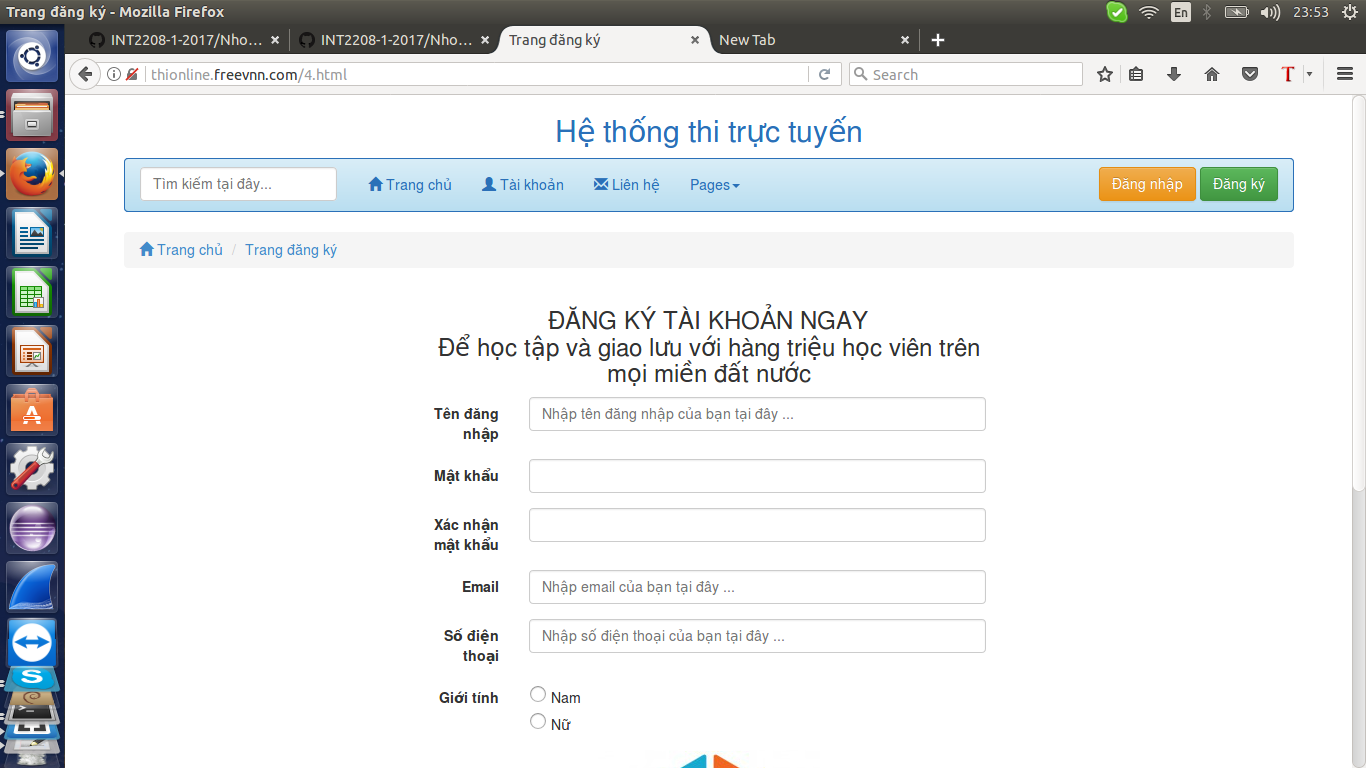 Trang đăng ký - Mozilla Firefox
En
23:53
INT2208-1-2017/Nho...
INT2208-1-2017/Nho...
Trang đăng ký
New Tab
thionline.freevnn.com/4.html
Search
Hệ thống thi trực tuyến
Tìm kiếm tại đây...
Trang chủ
Tài khoản
Liên hệ
Pages
Đăng nhập
Đăng ký
Trang chủ / Trang đăng ký
ĐĂNG KÝ TÀI KHOẢN NGAY
Để học tập và giao lưu với hàng triệu học viên trên
mọi miền đất nước
Tên đăng
nhập
Nhập tên đăng nhập của bạn tại đây ...
Mật khẩu
Xác nhận
mật khẩu
Email
Nhập email của bạn tại đây ...
Số điện
thoại
Nhập số điện thoại của bạn tại đây ...
Giới tính
Nam
Nữ